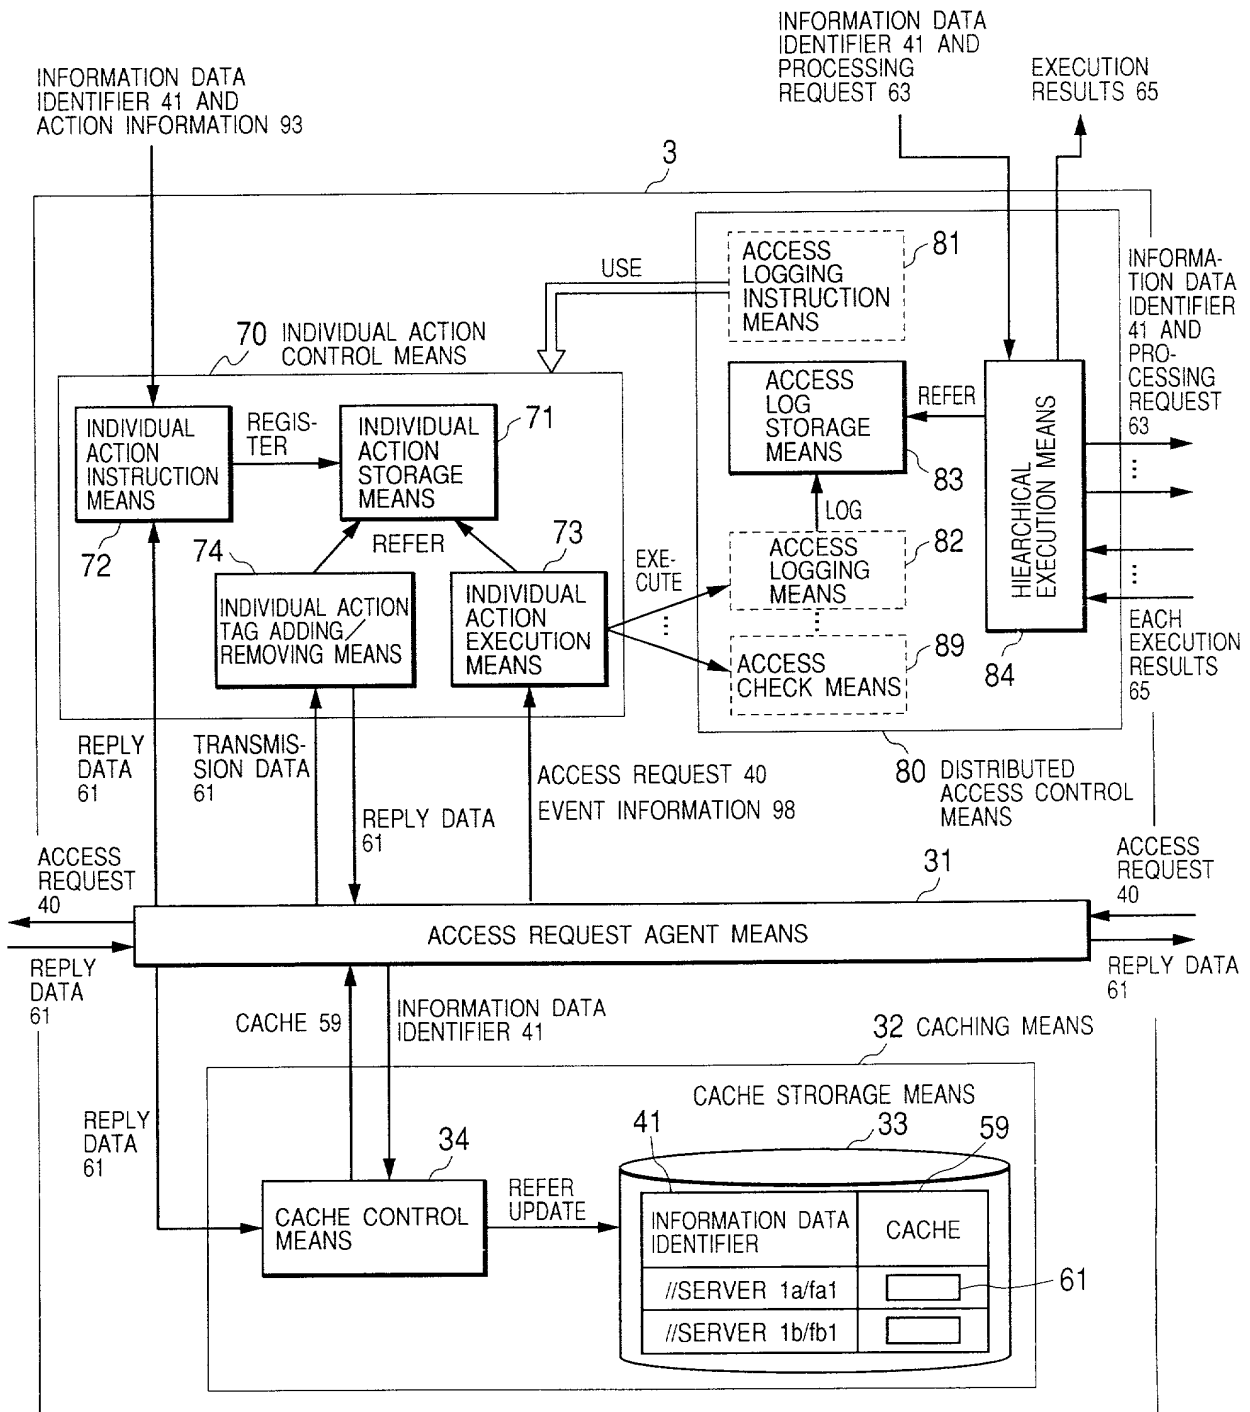 INFORMATION DATA
IDENTIFIER 41 AND
PROCESSING
REQUEST 63
EXECUTION
RESULTS 65
INFORMATION DATA
IDENTIFIER 41 AND
ACTION INFORMATION 93
3
USE
ACCESS
LOGGING
INSTRUCTION
MEANS
81
INFORMA-
TION DATA
IDENTIFIER
41 AND
PRO-
CESSING
REQUEST
63
70 INDIVIDUAL ACTION
CONTROL MEANS
INDIVIDUAL
ACTION
INSTRUCTION
MEANS
72
REGIS-
TER
INDIVIDUAL
ACTION
STORAGE
MEANS
71
ACCESS
LOG
STORAGE
MEANS
83
REFER
HIEARCHICAL
EXECUTION MEANS
84
...
...
LOG
74
REFER
73
EXE-
CUTE
...
ACCESS
LOGGING
MEANS
82
...
INDIVIDUAL ACTION
TAG ADDING/
REMOVING MEANS
INDIVIDUAL
ACTION
EXECUTION
MEANS
ACCESS
CHECK MEANS
89
EACH
EXECUTION
RESULTS
65
REPLY
DATA
61
TRANSMIS-
SION DATA
61
REPLY DATA
61
ACCESS REQUEST 40
EVENT INFORMATION 98
80 DISTRIBUTED
ACCESS CONTROL
MEANS
ACCESS
REQUEST
40
31
ACCESS
REQUEST
40
ACCESS REQUEST AGENT MEANS
REPLY
DATA
61
REPLY DATA
61
CACHE 59
INFORMATION DATA
IDENTIFIER 41
32 CACHING MEANS
CACHE STRORAGE MEANS
REPLY
DATA
61
34
CACHE CONTROL
MEANS
REFER
UPDATE
33
41
59
INFORMATION DATA
IDENTIFIER
CACHE
//SERVER 1a/fa1
61
//SERVER 1b/fb1